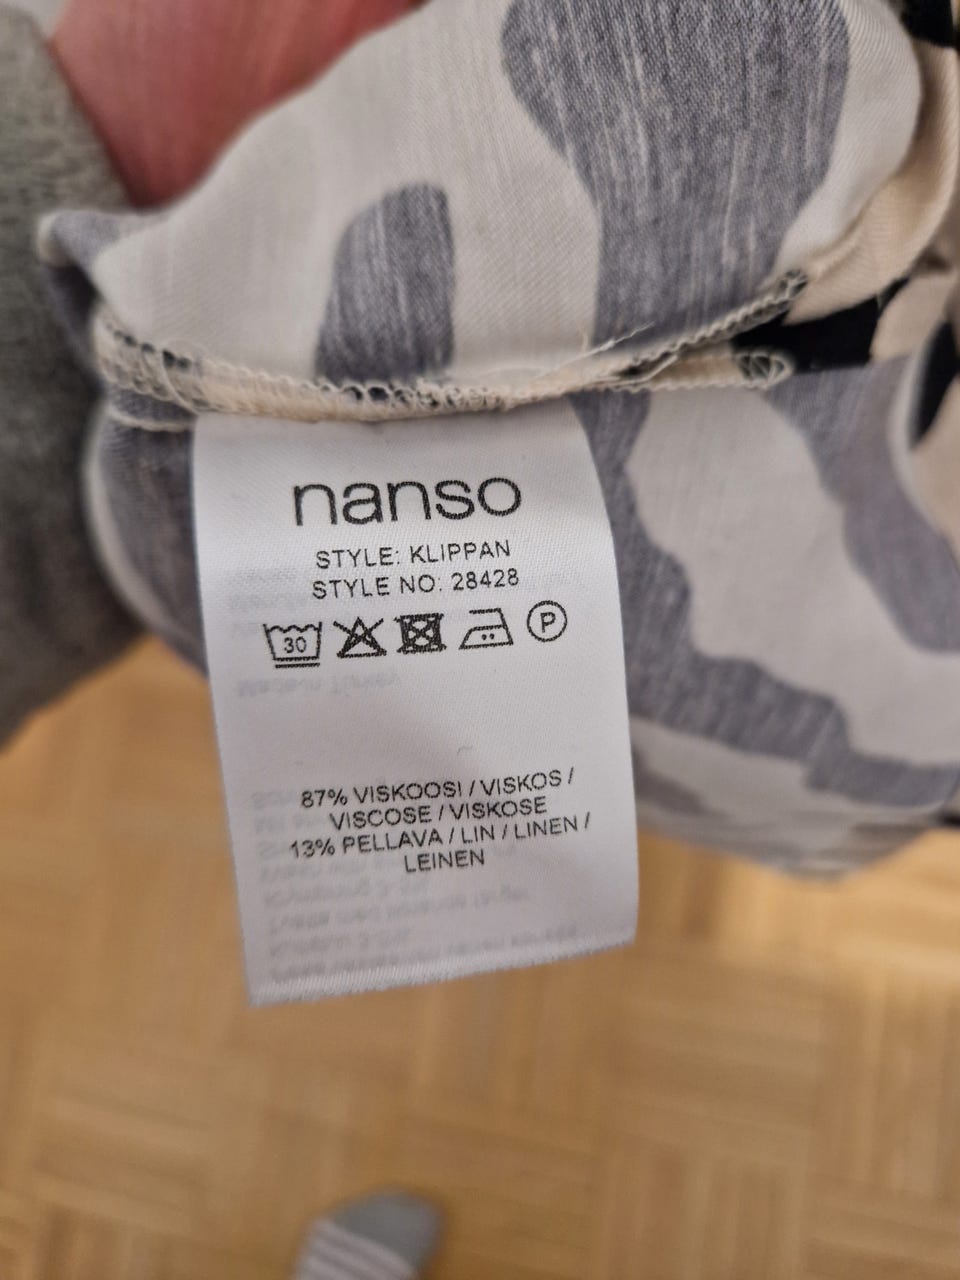 nanso
STYLE: KLIPPAN
STYLE NO. 28428
30 P
87% VISKOOSI / VISKOS /
VISCOSE / VISKOSE
13% PELLAVA / LIN / LINEN /
LEINEN